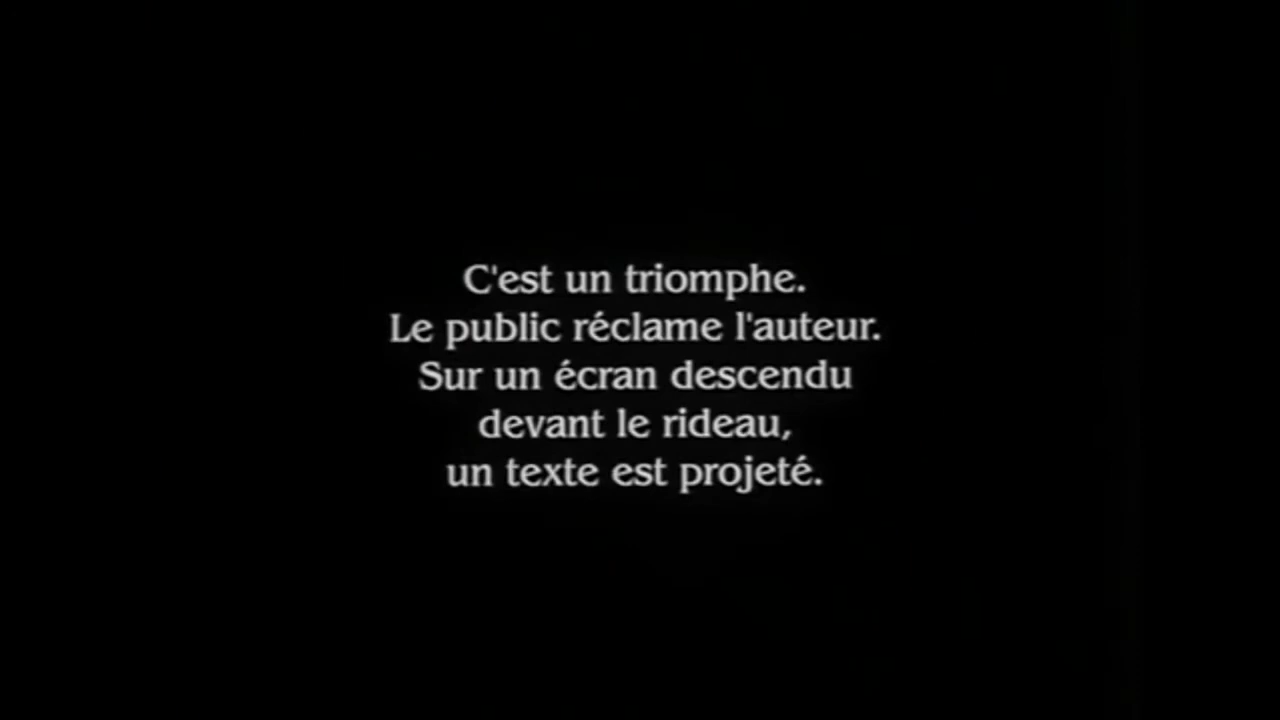 C'est un triomphe.
Le public réclame l'auteur.
Sur un écran descendu
devant le rideau,
un texte est projeté.